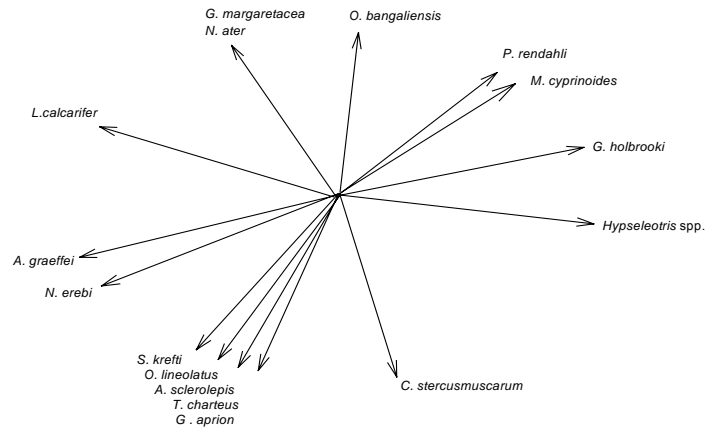 G. margaretacea
N. ater
O. bangaliensis
P. rendahli
M. cyprinoides
L.calcarifer
G. holbrooki
Hypseleotris spp.
A. graeffei
N. erebi
S. krefti
O. lineolatus
A. sclerolepis
T. charteus
G . aprion
C. stercusmuscarum